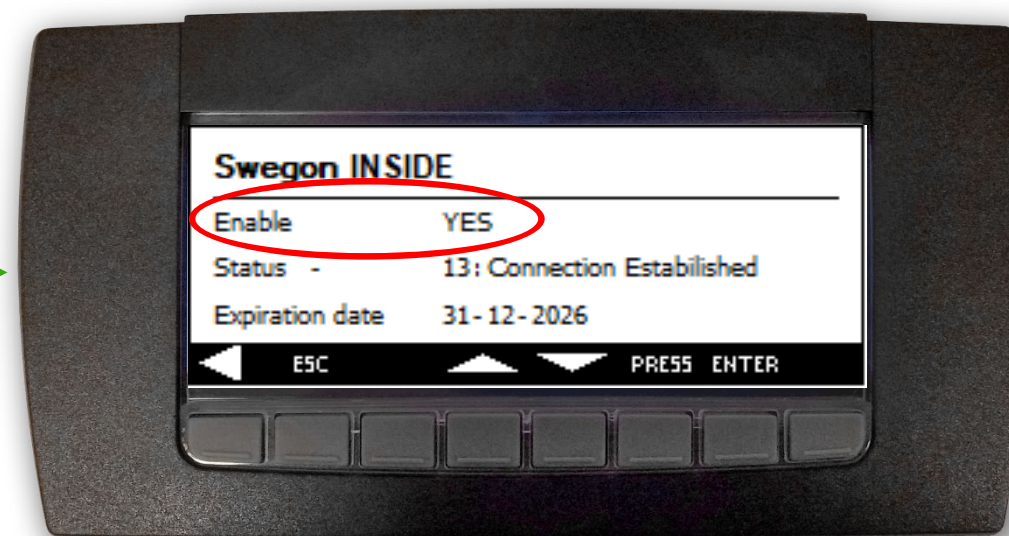 Swegon INSIDE
Enable YES
Status - 13: Connection Estabilished
Expiration date 31-12-2026
ESC PRESS ENTER